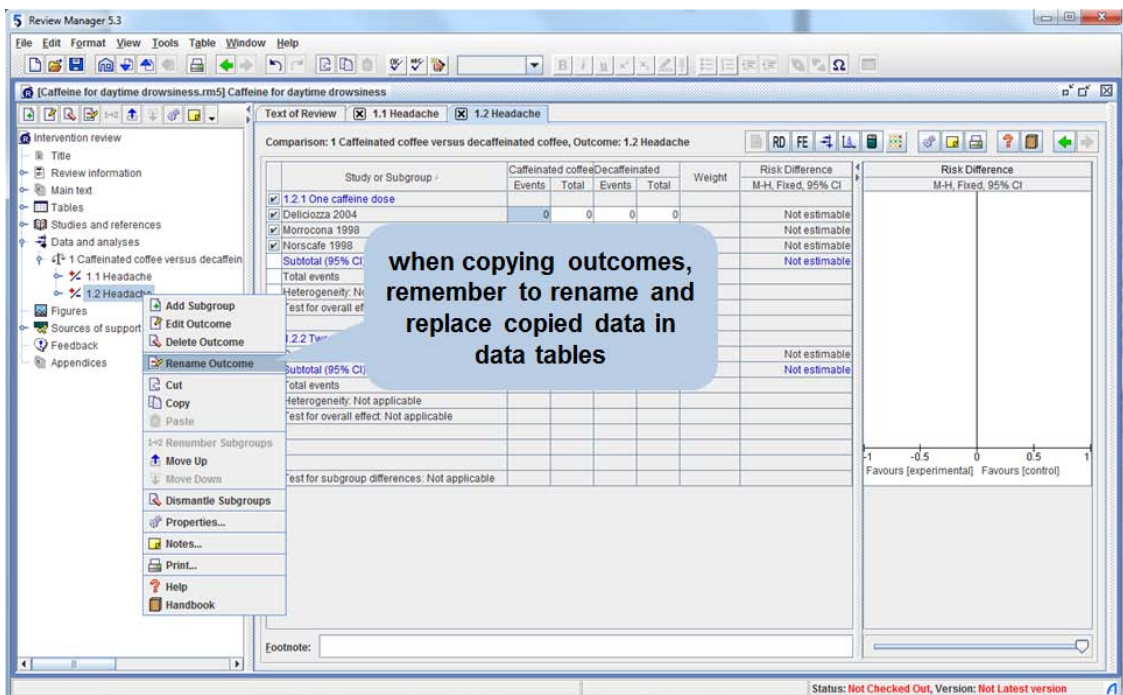 Review Manager 5.3
File Edit Format View Tools Table Window Help
[Caffeine for daytime drowsiness.rm5] Caffeine for daytime drowsiness
Text of Review 1.1 Headache 1.2 Headache
Intervention review
Title
Review information
Main text
Tables
Studies and references
Data and analyses
1 Caffeinated coffee versus decaffein
1.1 Headache
1.2 Headache
Figures
Sources of support
Feedback
Appendices
Add Subgroup
Edit Outcome
Delete Outcome
Rename Outcome
Cut
Copy
Paste
Renumber Subgroups
Move Up
Move Down
Dismantle Subgroups
Properties...
Notes...
Print...
Help
Handbook
Comparison: 1 Caffeinated coffee versus decaffeinated coffee, Outcome: 1.2 Headache
RD FE
Study or Subgroup Caffeinated coffee Decaffeinated Weight Risk Difference Risk Difference
Events Total Events Total M-H, Fixed, 95% CI M-H, Fixed, 95% CI
1.2.1 One caffeine dose
Deliciozza 2004 0 0 0 0 Not estimable
Morrocona 1998 Not estimable
Norscafe 1998 Not estimable
Subtotal (95% CI) Not estimable
Total events
Heterogeneity: No
Test for overall ef
1.2.2 Tw
Not estimable
Subtotal (95% CI) Not estimable
Total events
Heterogeneity: Not applicable
Test for overall effect: Not applicable
Test for subgroup differences: Not applicable
when copying outcomes,
remember to rename and
replace copied data in
data tables
-1 -0.5 0 0.5 1
Favours [experimental] Favours [control]
Footnote:
Status: Not Checked Out, Version: Not Latest version